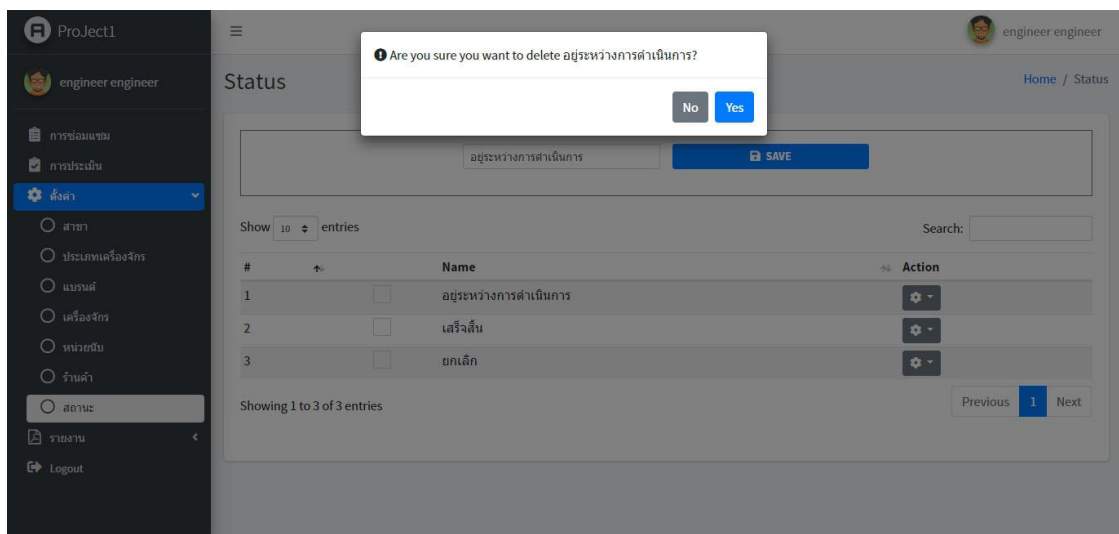 ProJect1
engineer engineer
Are you sure you want to delete อยู่ระหว่างการดำเนินการ?
No Yes
engineer engineer
Status
Home / Status
การซ่อมแซม
การประเมิน
ตั้งค่า
สาขา
ประเภทเครื่องจักร
แบรนด์
เครื่องจักร
หน่วยนับ
ร้านค้า
สถานะ
รายงาน
Logout
อยู่ระหว่างการดำเนินการ SAVE
Show 10 entries
Search:
# Name Action
1 อยู่ระหว่างการดำเนินการ
2 เสร็จสิ้น
3 ยกเลิก
Showing 1 to 3 of 3 entries
Previous 1 Next